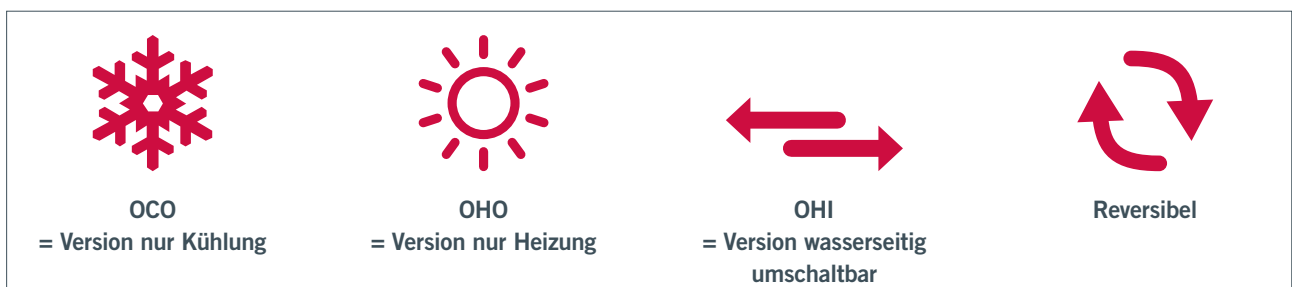 OCO
= Version nur Kühlung
OHO
= Version nur Heizung
OHI
= Version wasserseitig
umschaltbar
Reversibel